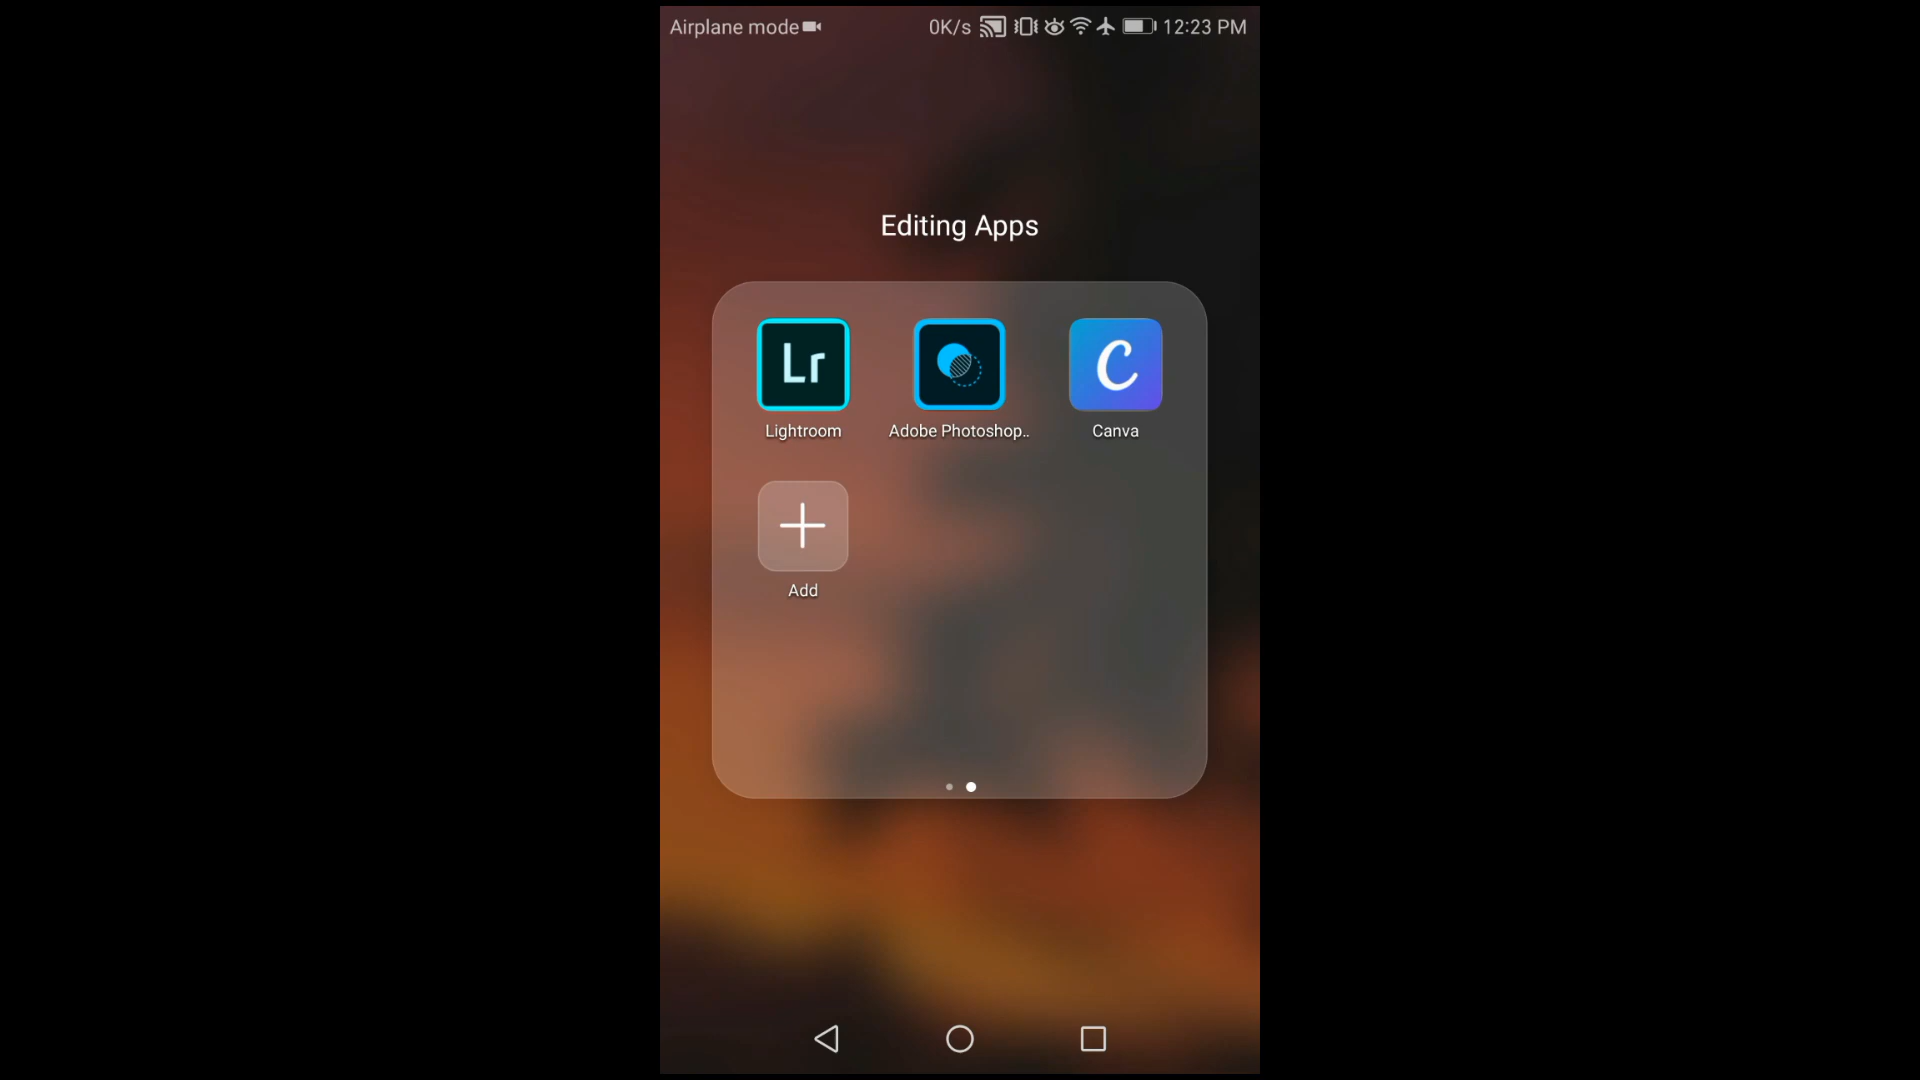 Airplane mode 0K/s 12:23 PM
Editing Apps
Lr
C
Lightroom Adobe Photoshop.. Canva
Add